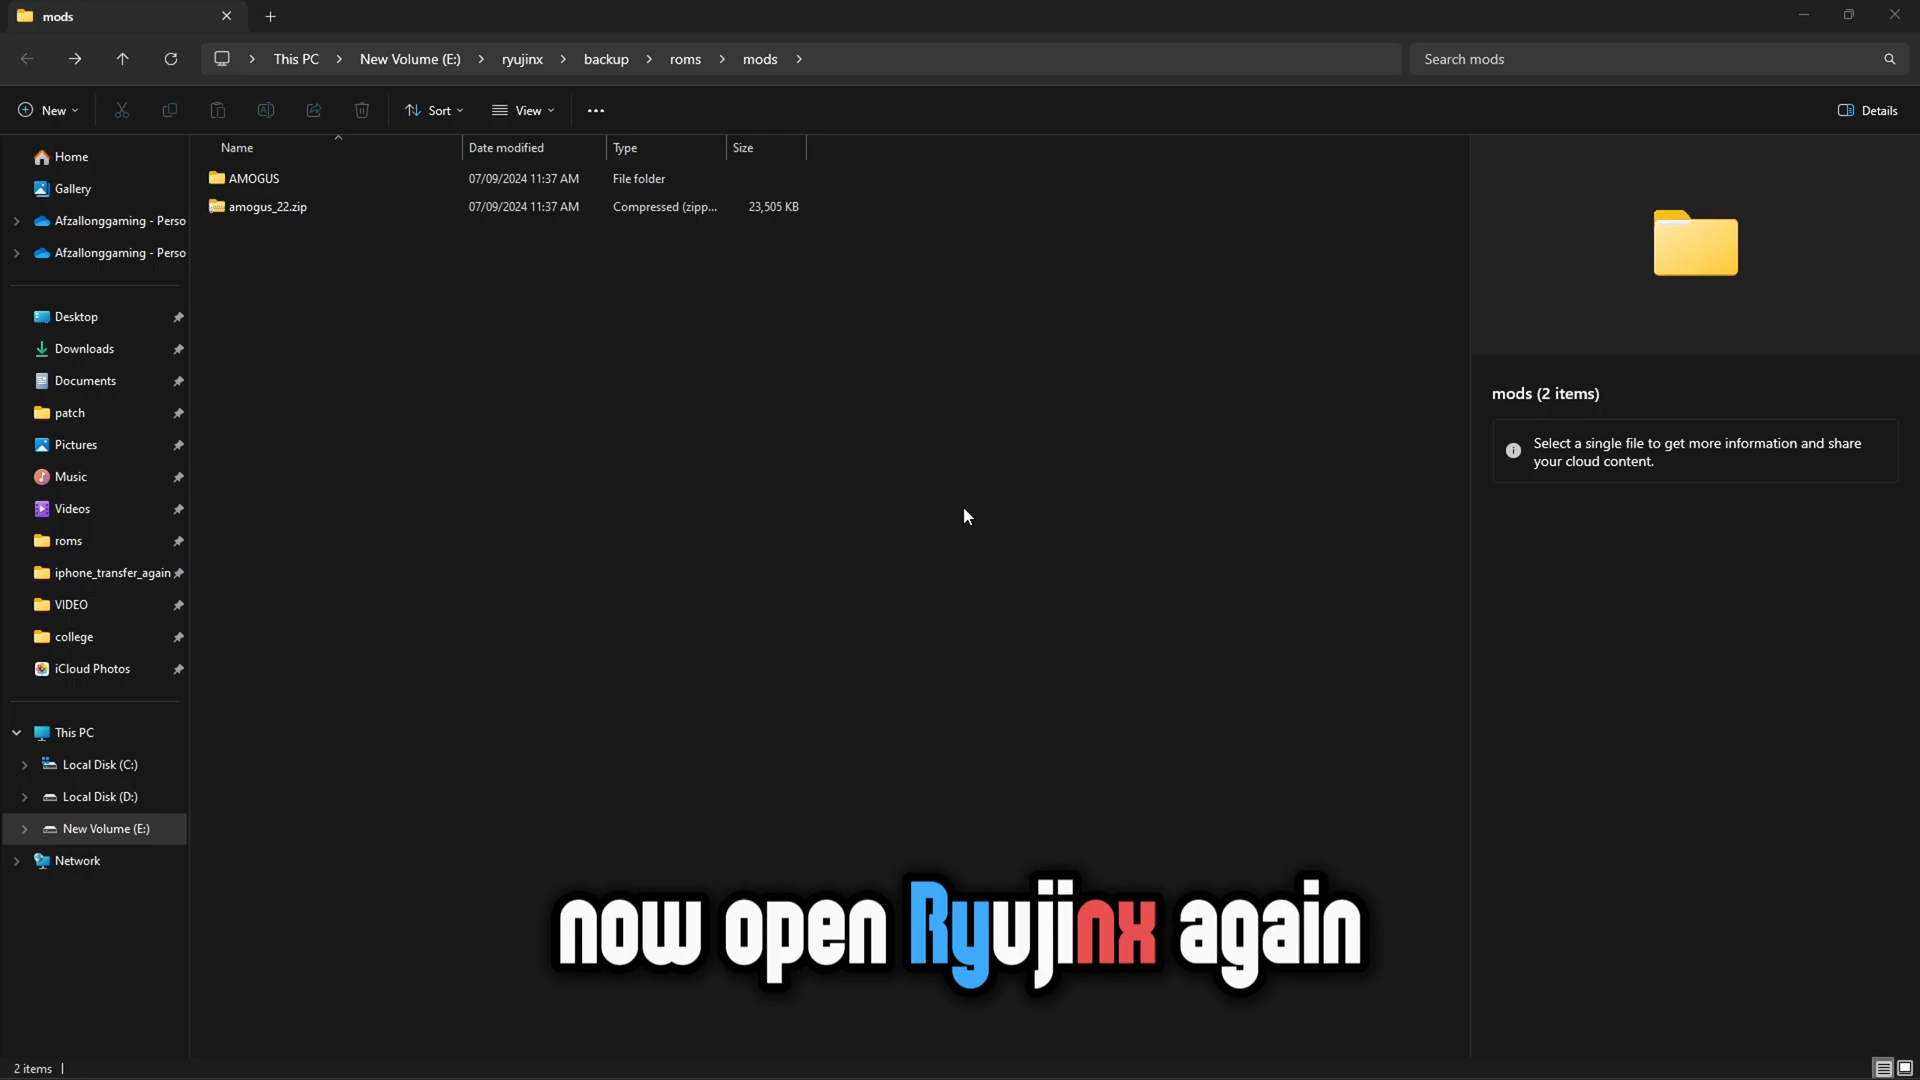 mods
This PC
New Volume (E:)
ryujinx
backup
roms
mods
Search mods
New
Sort
View
Details
Name
Date modified
Type
Size
AMOGUS
07/09/2024 11:37 AM
File folder
amogus_22.zip
07/09/2024 11:37 AM
Compressed (zipp...
23,505 KB
Home
Gallery
Afzallonggaming - Perso
Afzallonggaming - Perso
Desktop
Downloads
Documents
patch
Pictures
Music
Videos
roms
iphone_transfer_again
VIDEO
college
iCloud Photos
This PC
Local Disk (C:)
Local Disk (D:)
New Volume (E:)
Network
mods (2 items)
Select a single file to get more information and share
your cloud content.
now open Ryujinx again
2 items